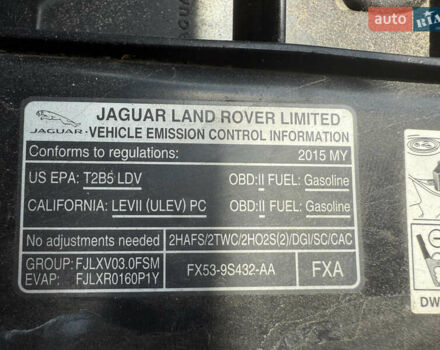 auto RIA
JAGUAR
JAGUAR LAND ROVER LIMITED
JAGUAR VEHICLE EMISSION CONTROL INFORMATION
Conforms to regulations: 2015 MY
US EPA: T2B5 LDV OBD:II FUEL: Gasoline
CALIFORNIA: LEVII (ULEV) PC OBD:II FUEL: Gasoline
No adjustments needed 2HAFS/2TWC/2HO2S(2)/DGI/SC/CAC
GROUP: FJLXV03.0FSM FX53-9S432-AA FXA
EVAP: FJLXR0160P1Y
DW